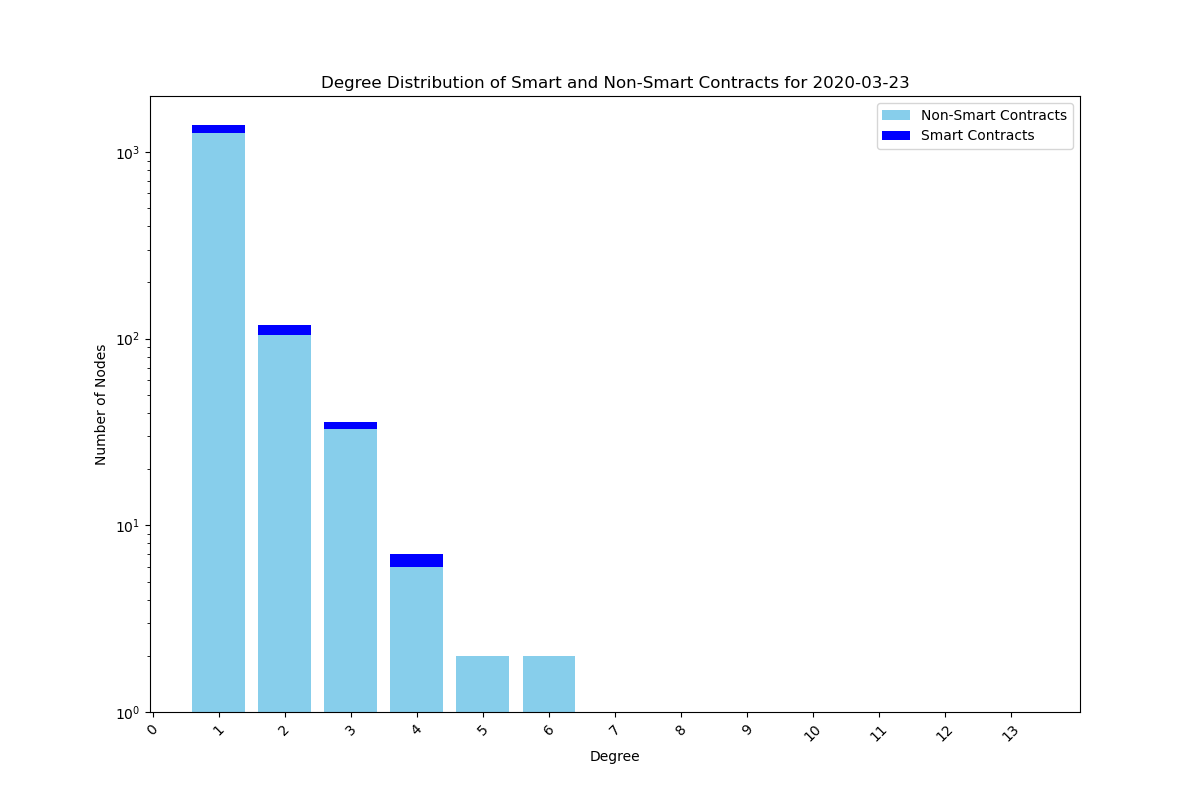 Degree Distribution of Smart and Non-Smart Contracts for 2020-03-23
Non-Smart Contracts
Smart Contracts
Number of Nodes
10³
10²
10¹
10⁰
0 1 2 3 4 5 6 7 8 9 10 11 12 13
Degree